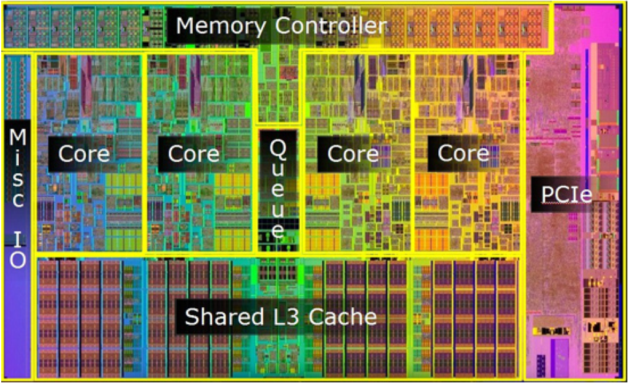 Memory Controller
Misc IO
Core
Core
Queue
Core
Core
PCIe
Shared L3 Cache